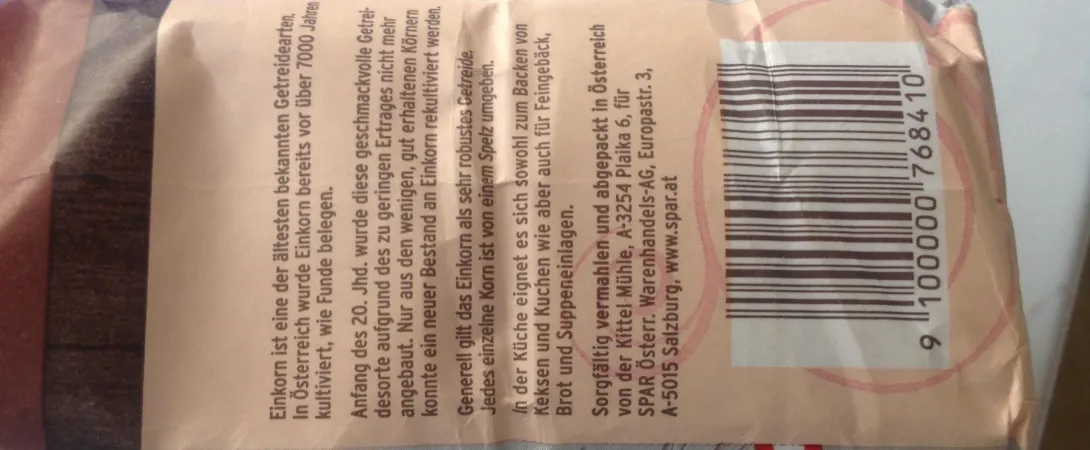 Einkorn ist eine der ältesten bekannten Getreidearten.
In Österreich wurde Einkorn bereits vor über 7000 Jahren
kultiviert, wie Funde belegen.
Anfang des 20. Jhd. wurde diese geschmackvolle Getrei-
desorte aufgrund des zu geringen Ertrages nicht mehr
angebaut. Nur aus den wenigen, gut erhaltenen Körnern
konnte ein neuer Bestand an Einkorn rekultiviert werden.
Generell gilt das Einkorn als sehr robustes Getreide.
Jedes einzelne Korn ist von einem Spelz umgeben.
In der Küche eignet es sich sowohl zum Backen von
Keksen und Kuchen wie aber auch für Feingebäck,
Brot und Suppeneinlagen.
Sorgfältig vermahlen und abgepackt in Österreich
von der Kittel Mühle, A-3254 Plaika 6, für
SPAR Österr. Warenhandels-AG, Europastr. 3,
A-5015 Salzburg, www.spar.at
9 100000 768410